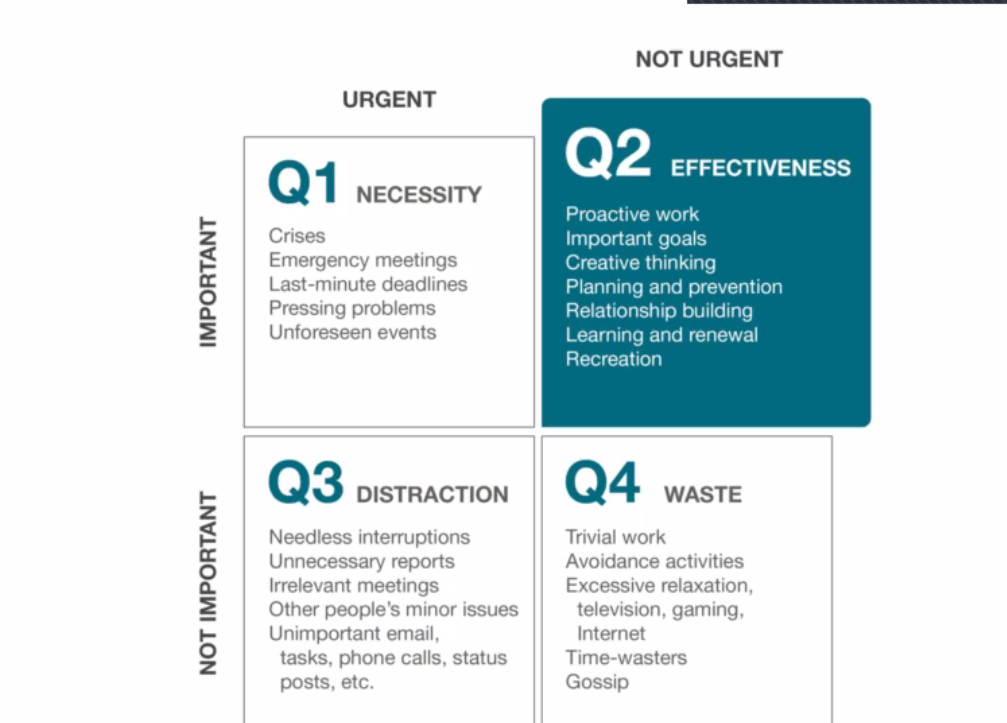 NOT URGENT
URGENT
IMPORTANT
Q1 NECESSITY
Crises
Emergency meetings
Last-minute deadlines
Pressing problems
Unforeseen events
Q2 EFFECTIVENESS
Proactive work
Important goals
Creative thinking
Planning and prevention
Relationship building
Learning and renewal
Recreation
NOT IMPORTANT
Q3 DISTRACTION
Needless interruptions
Unnecessary reports
Irrelevant meetings
Other people’s minor issues
Unimportant email,
tasks, phone calls, status
posts, etc.
Q4 WASTE
Trivial work
Avoidance activities
Excessive relaxation,
television, gaming,
Internet
Time-wasters
Gossip